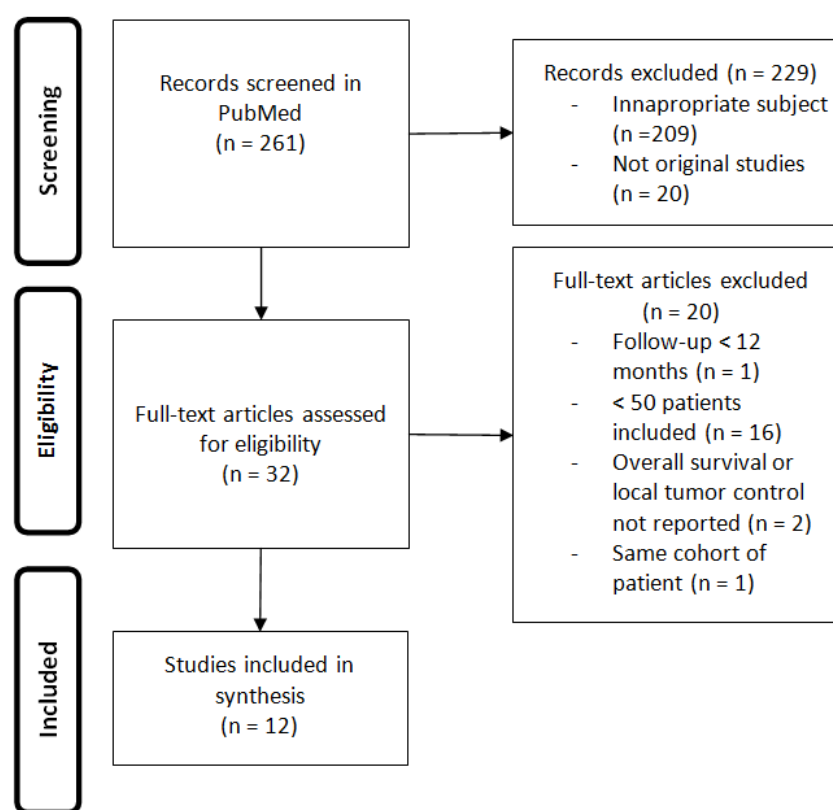 Screening
Records screened in
PubMed
(n = 261)
Records excluded (n = 229)
- Innapropriate subject
(n =209)
- Not original studies
(n = 20)
Eligibility
Full-text articles assessed
for eligibility
(n = 32)
Full-text articles excluded
(n = 20)
- Follow-up < 12
months (n = 1)
- < 50 patients
included (n = 16)
- Overall survival or
local tumor control
not reported (n = 2)
- Same cohort of
patient (n = 1)
Included
Studies included in
synthesis
(n = 12)